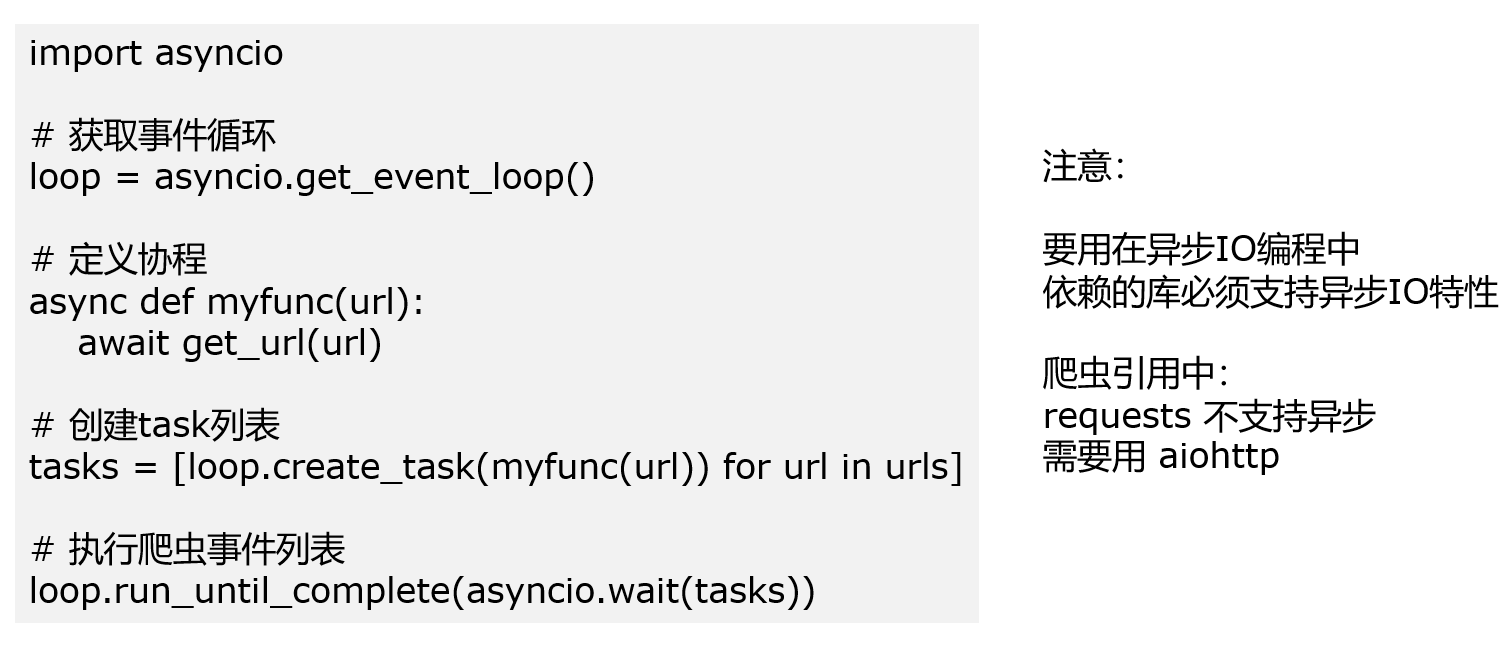 import asyncio
# 获取事件循环
loop = asyncio.get_event_loop()
# 定义协程
async def myfunc(url):
    await get_url(url)
# 创建task列表
tasks = [loop.create_task(myfunc(url)) for url in urls]
# 执行爬虫事件列表
loop.run_until_complete(asyncio.wait(tasks))
注意：
要用在异步IO编程中
依赖的库必须支持异步IO特性
爬虫引用中：
requests 不支持异步
需要用 aiohttp